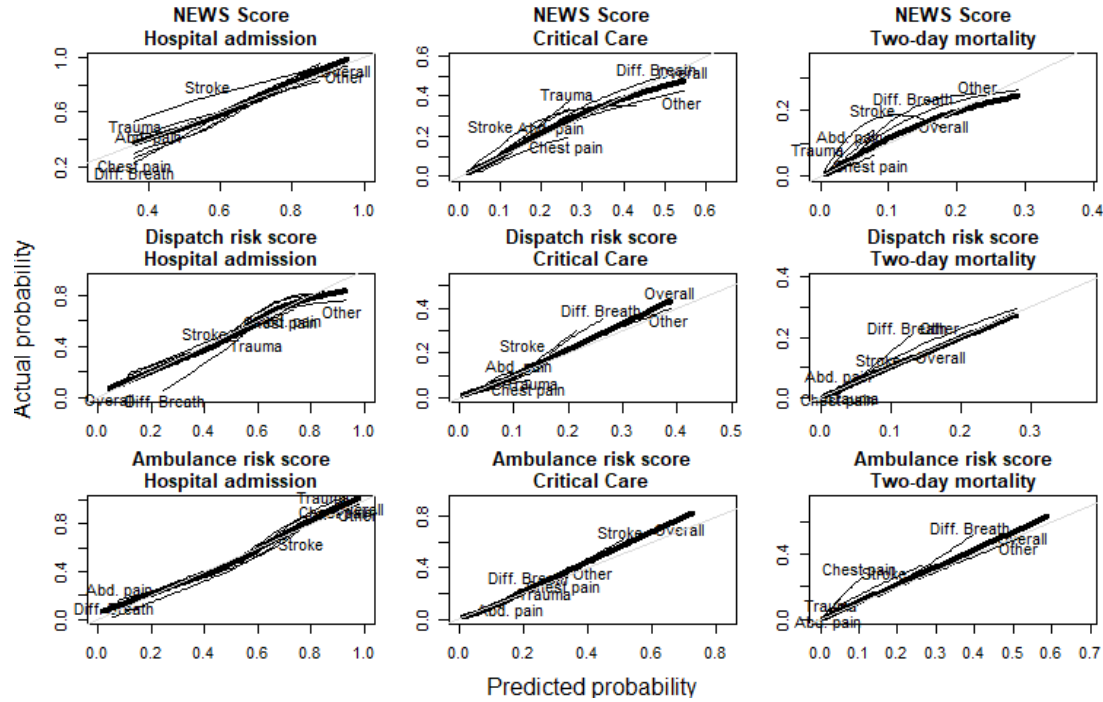 NEWS Score
Hospital admission
NEWS Score
Critical Care
NEWS Score
Two-day mortality
1.0
0.6
0.2
Stroke
Overall
Other
Trauma
Abd. pain
Chest pain
Diff. Breath
0.4 0.6 0.8 1.0
0.6
0.4
0.2
0.0
Diff. Breath
Overall
Trauma
Other
Stroke
Abd. pain
Chest pain
0.0 0.1 0.2 0.3 0.4 0.5 0.6
0.2
0.0
Other
Diff. Breath
Stroke
Overall
Abd. pain
Trauma
Chest pain
0.0 0.1 0.2 0.3 0.4
Dispatch risk score
Hospital admission
Dispatch risk score
Critical Care
Dispatch risk score
Two-day mortality
0.8
0.4
0.0
Other
Stroke
Chest pain
pain
Trauma
Overall
Diff. Breath
0.0 0.2 0.4 0.6 0.8 1.0
0.4
0.2
0.0
Overall
Diff. Breath
Other
Stroke
Abd. pain
Trauma
Chest pain
0.0 0.1 0.2 0.3 0.4 0.5
0.4
0.2
0.0
Diff. Breath
Other
Stroke
Overall
Abd. pain
Chest pain
Trauma
0.0 0.1 0.2 0.3
Ambulance risk score
Hospital admission
Ambulance risk score
Critical Care
Ambulance risk score
Two-day mortality
0.8
0.4
0.0
Trauma
Overall
Other
Stroke
Abd. pain
Diff. Breath
0.0 0.2 0.4 0.6 0.8 1.0
0.8
0.4
0.0
Stroke
Overall
Diff. Breath
Other
Chest pain
Trauma
Abd. pain
0.0 0.2 0.4 0.6 0.8
0.4
0.0
Diff. Breath
Overall
Other
Chest pain
Stroke
Trauma
Abd. pain
0.0 0.1 0.2 0.3 0.4 0.5 0.6 0.7
Actual probability
Predicted probability